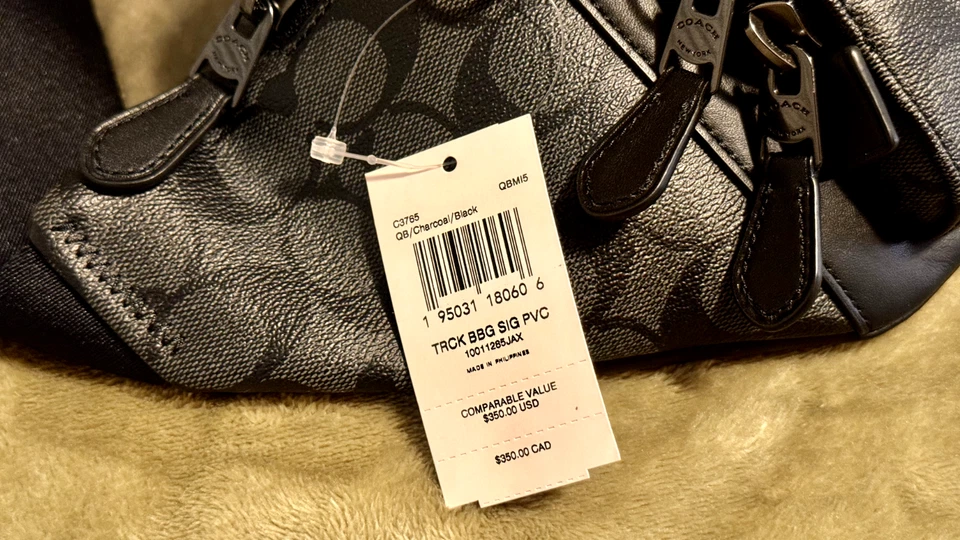 COACH
NEW YORK
COACH
NEW YORK
COACH
QBMI5
C3765
QB/Charcoal/Black
1 95031 18060 6
TRCK BBG SIG PVC
10011285JAX
MADE IN PHILIPPINES
COMPARABLE VALUE
$350.00 USD
$350.00 CAD